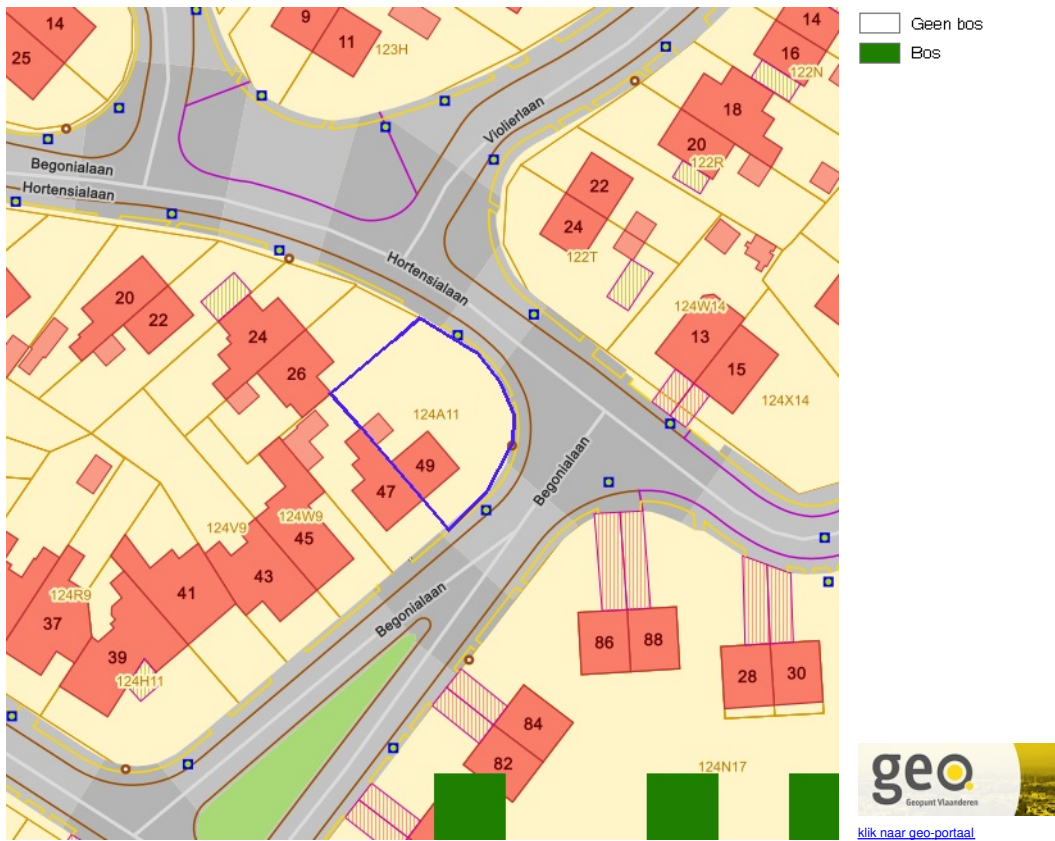 14
25
9
11
123H
14
16
122N
18
20
122R
Violierlaan
Begonialaan
Hortensialaan
22
24
122T
Hortensialaan
20
22
24
26
124W14
13
15
124X14
124A11
49
47
Begonialaan
124V9
124W9
45
43
41
124R9
37
39
124H11
Begonialaan
86
88
28
30
84
82
124N17
Geen bos
Bos
geo.
Geopunt Vlaanderen
klik naar geo-portaal